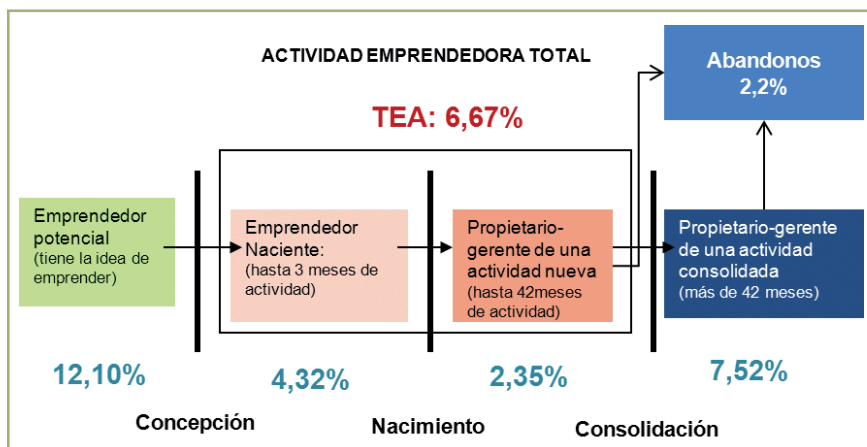 ACTIVIDAD EMPRENDEDORA TOTAL
TEA: 6,67%
Abandonos
2,2%
Emprendedor
potencial
(tiene la idea de
emprender)
Emprendedor
Naciente:
(hasta 3 meses de
actividad)
Propietario-
gerente de una
actividad nueva
(hasta 42meses
de actividad)
Propietario-gerente
de una actividad
consolidada
(más de 42 meses)
12,10%
4,32%
2,35%
7,52%
Concepción
Nacimiento
Consolidación